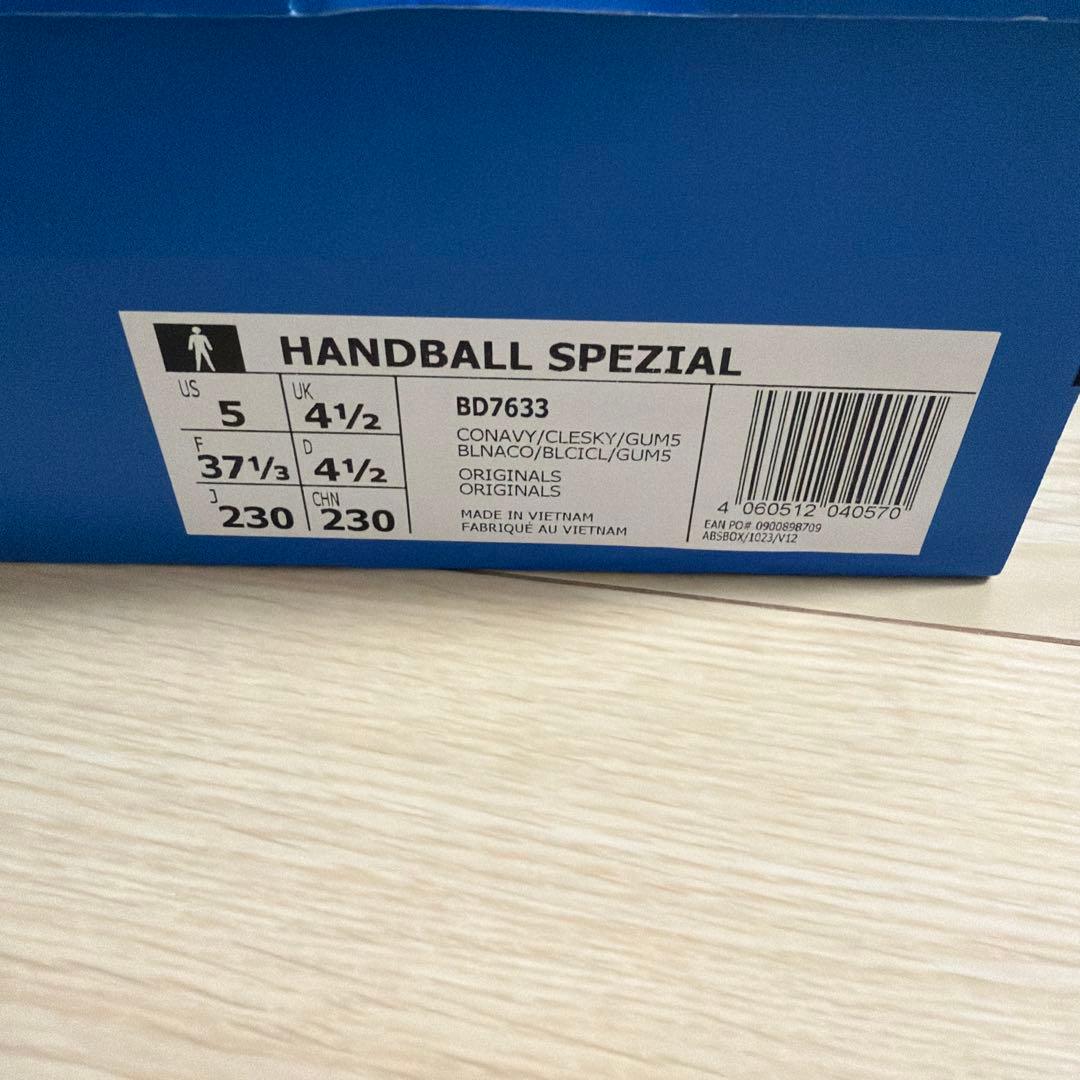 HANDBALL SPEZIAL
US 5
UK 4½
F 37⅓
D 4½
J 230
CHN 230
BD7633
CONAVY/CLESKY/GUM5
BLNACO/BLCICL/GUM5
ORIGINALS
ORIGINALS
MADE IN VIETNAM
FABRIQUÉ AU VIETNAM
4 060512 040570
EAN PO# 0900898709
ABSBOX/1023/V12